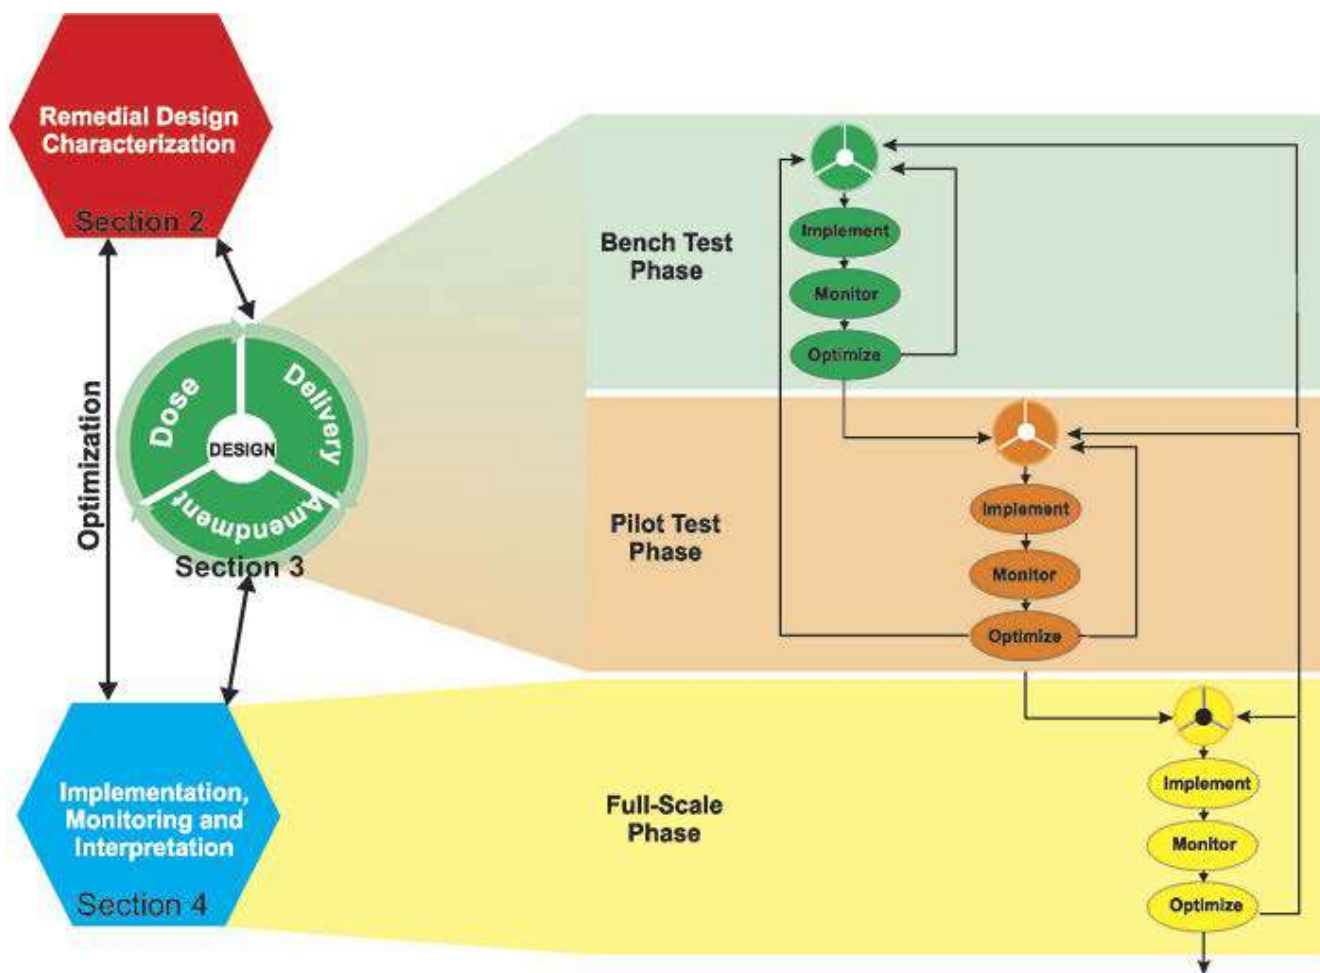 Remedial Design
Characterization
Section 2
Optimization
Dose
Delivery
DESIGN
Amendment
Section 3
Implementation,
Monitoring and
Interpretation
Section 4
Bench Test
Phase
Implement
Monitor
Optimize
Pilot Test
Phase
Implement
Monitor
Optimize
Full-Scale
Phase
Implement
Monitor
Optimize